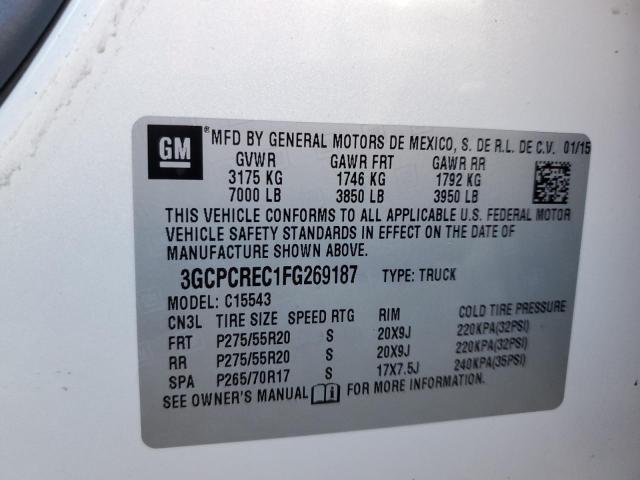 GM
® MFD BY GENERAL MOTORS DE MEXICO, S. DE R.L. DE C.V. 01/15
GVWR GAWR FRT GAWR RR
3175 KG 1746 KG 1792 KG
7000 LB 3850 LB 3950 LB
THIS VEHICLE CONFORMS TO ALL APPLICABLE U.S. FEDERAL MOTOR
VEHICLE SAFETY STANDARDS IN EFFECT ON THE DATE OF
MANUFACTURE SHOWN ABOVE.
3GCPCREC1FG269187 TYPE: TRUCK
MODEL: C15543
CN3L TIRE SIZE SPEED RTG RIM COLD TIRE PRESSURE
FRT P275/55R20 S 20X9J 220KPA(32PSI)
RR P275/55R20 S 20X9J 220KPA(32PSI)
SPA P265/70R17 S 17X7.5J 240KPA(35PSI)
SEE OWNER'S MANUAL FOR MORE INFORMATION.